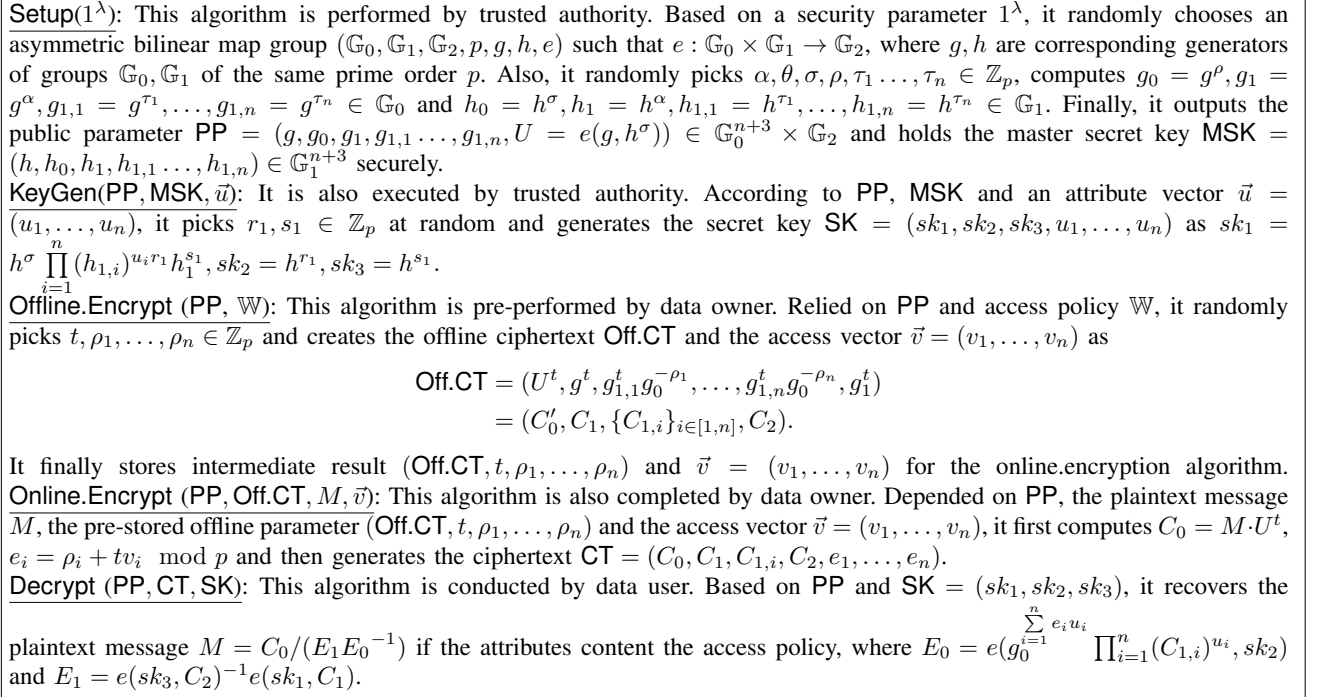 Setup(1^λ): This algorithm is performed by trusted authority. Based on a security parameter 1^λ, it randomly chooses an
asymmetric bilinear map group (𝔾_0, 𝔾_1, 𝔾_2, p, g, h, e) such that e : 𝔾_0 × 𝔾_1 → 𝔾_2, where g, h are corresponding generators
of groups 𝔾_0, 𝔾_1 of the same prime order p. Also, it randomly picks α, θ, σ, ρ, τ_1 . . . , τ_n ∈ ℤ_p, computes g_0 = g^ρ, g_1 =
g^α, g_{1,1} = g^{τ_1}, . . . , g_{1,n} = g^{τ_n} ∈ 𝔾_0 and h_0 = h^σ, h_1 = h^α, h_{1,1} = h^{τ_1}, . . . , h_{1,n} = h^{τ_n} ∈ 𝔾_1. Finally, it outputs the
public parameter PP = (g, g_0, g_1, g_{1,1} . . . , g_{1,n}, U = e(g, h^σ)) ∈ 𝔾_0^{n+3} × 𝔾_2 and holds the master secret key MSK =
(h, h_0, h_1, h_{1,1} . . . , h_{1,n}) ∈ 𝔾_1^{n+3} securely.
KeyGen(PP, MSK, \vec{u}): It is also executed by trusted authority. According to PP, MSK and an attribute vector \vec{u} =
(u_1, . . . , u_n), it picks r_1, s_1 ∈ ℤ_p at random and generates the secret key SK = (sk_1, sk_2, sk_3, u_1, . . . , u_n) as sk_1 =
h^σ ∏_{i=1}^{n} (h_{1,i})^{u_i r_1} h_1^{s_1}, sk_2 = h^{r_1}, sk_3 = h^{s_1}.
Offline.Encrypt (PP, 𝕎): This algorithm is pre-performed by data owner. Relied on PP and access policy 𝕎, it randomly
picks t, ρ_1, . . . , ρ_n ∈ ℤ_p and creates the offline ciphertext Off.CT and the access vector \vec{v} = (v_1, . . . , v_n) as
Off.CT = (U^t, g^t, g_{1,1}^t g_0^{-ρ_1}, . . . , g_{1,n}^t g_0^{-ρ_n}, g_1^t)
= (C'_0, C_1, {C_{1,i}}_{i∈[1,n]}, C_2).
It finally stores intermediate result (Off.CT, t, ρ_1, . . . , ρ_n) and \vec{v} = (v_1, . . . , v_n) for the online.encryption algorithm.
Online.Encrypt (PP, Off.CT, M, \vec{v}): This algorithm is also completed by data owner. Depended on PP, the plaintext message
M, the pre-stored offline parameter (Off.CT, t, ρ_1, . . . , ρ_n) and the access vector \vec{v} = (v_1, . . . , v_n), it first computes C_0 = M·U^t,
e_i = ρ_i + tv_i mod p and then generates the ciphertext CT = (C_0, C_1, C_{1,i}, C_2, e_1, . . . , e_n).
Decrypt (PP, CT, SK): This algorithm is conducted by data user. Based on PP and SK = (sk_1, sk_2, sk_3), it recovers the
plaintext message M = C_0/(E_1 E_0^{-1}) if the attributes content the access policy, where E_0 = e(g_0^{∑_{i=1}^{n} e_i u_i} ∏_{i=1}^{n} (C_{1,i})^{u_i}, sk_2)
and E_1 = e(sk_3, C_2)^{-1} e(sk_1, C_1).